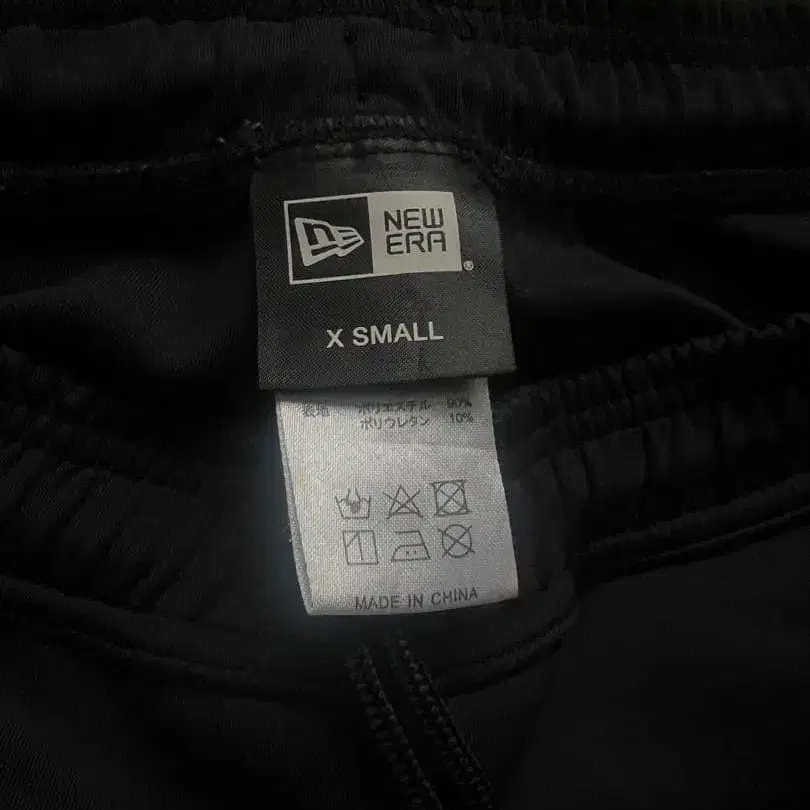 NEW
ERA
®
X SMALL
表地 ポリエステル 90%
ポリウレタン 10%
MADE IN CHINA